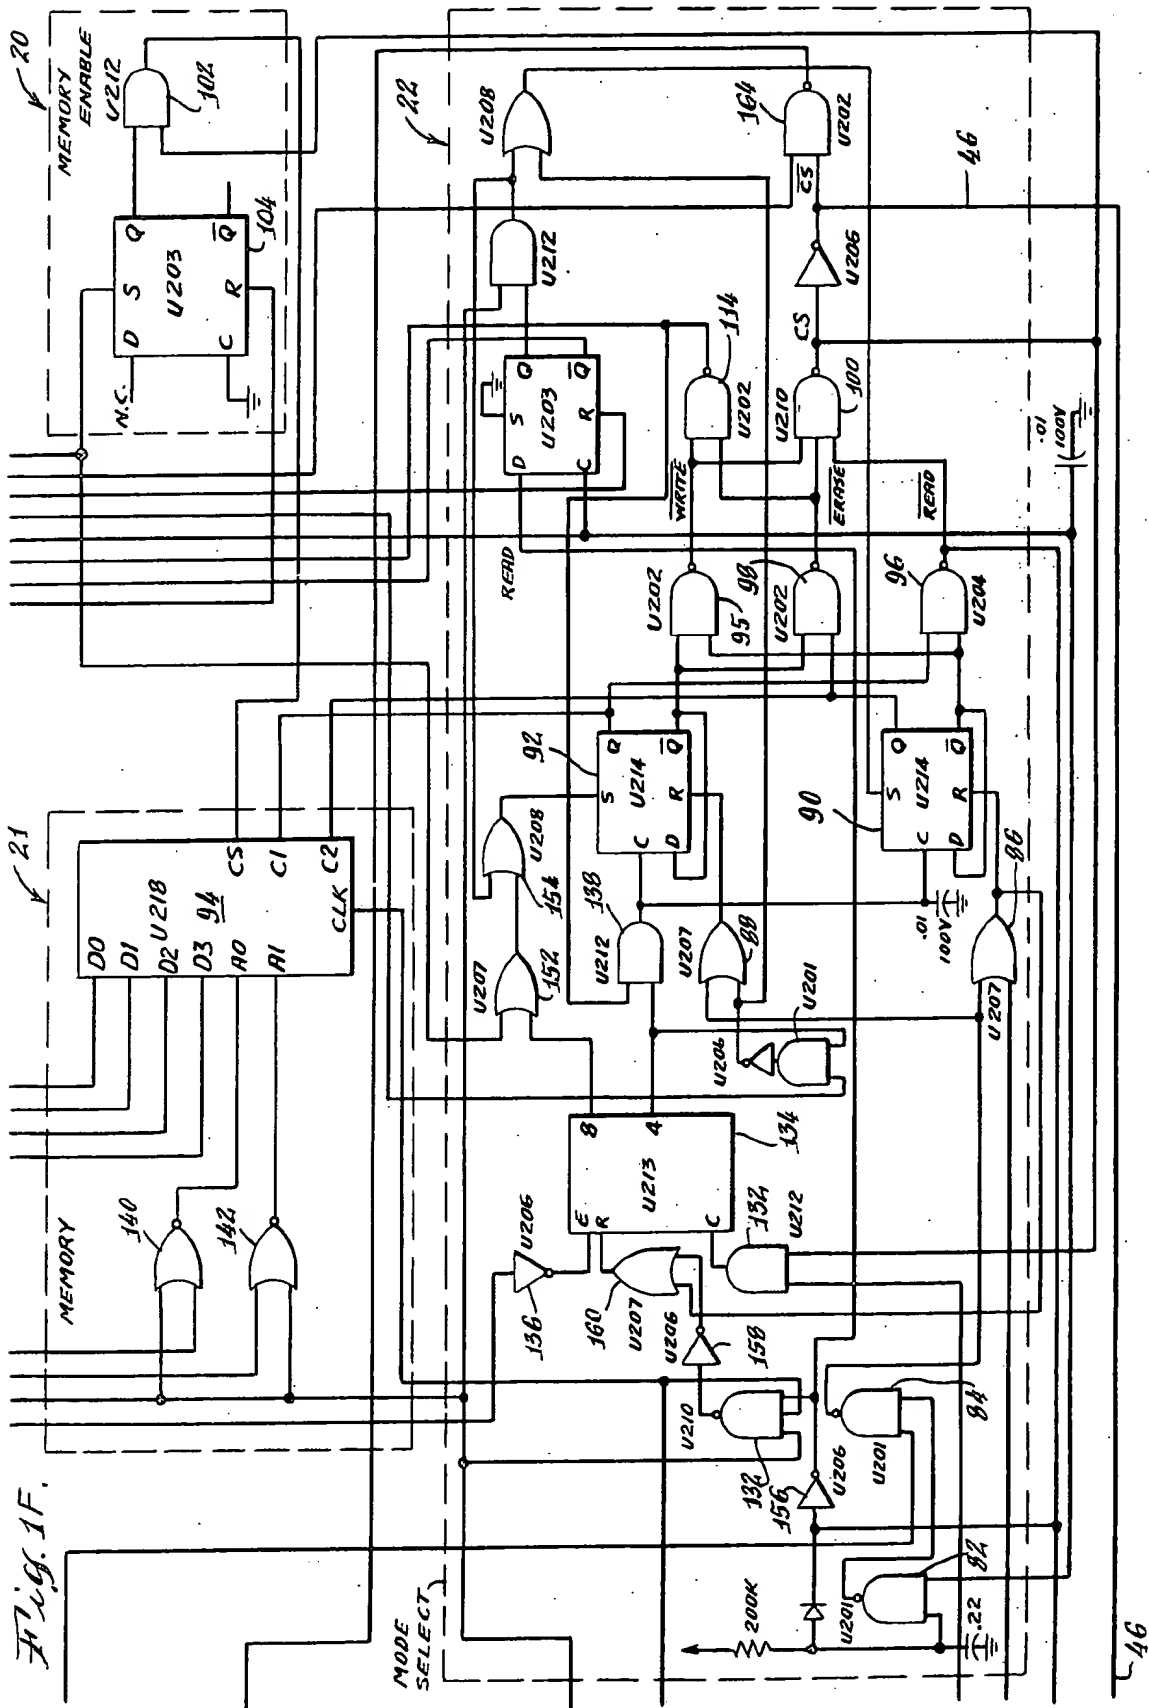 Fig. 1F.
20
MEMORY
ENABLE
U212
102
D
S
Q
U203
C
R
Q
104
N.C.
21
MEMORY
D0
D1
D2
D3
A0
A1
U218
94
CS
C1
C2
CLK
140
142
22
MODE
SELECT
U208
U212
164
U202
CS
46
U206
D
S
Q
U203
C
R
Q
READ
114
U202
U210
100
CS
WRITE
ERASE
READ
.01
100V
U202
95
98
U202
96
U204
92
S
Q
U214
C
R
D
Q
90
S
Q
U214
C
R
D
Q
U208
154
U207
152
138
U212
U207
88
U206
U201
.01
100V
86
U207
8
4
E
R
C
U213
134
U206
136
160
U207
U206
158
132
U212
U210
132
156
U206
U201
84
200K
U201
82
.22
46